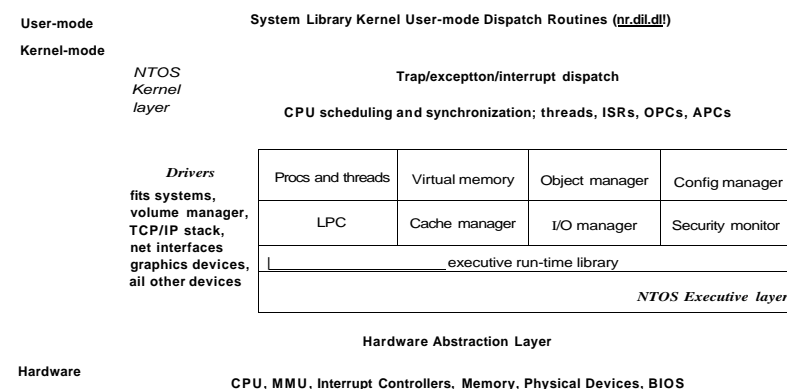 User-mode
System Library Kernel User-mode Dispatch Routines (nr.dil.dl!)
Kernel-mode
NTOS
Kernel
layer
Trap/exceptton/interrupt dispatch
CPU scheduling and synchronization; threads, ISRs, OPCs, APCs
Drivers
fits systems,
volume manager,
TCP/IP stack,
net interfaces
graphics devices,
ail other devices
Procs and threads Virtual memory Object manager Config manager
LPC Cache manager I/O manager Security monitor
executive run-time library
NTOS Executive layer
Hardware Abstraction Layer
Hardware
CPU, MMU, Interrupt Controllers, Memory, Physical Devices, BIOS